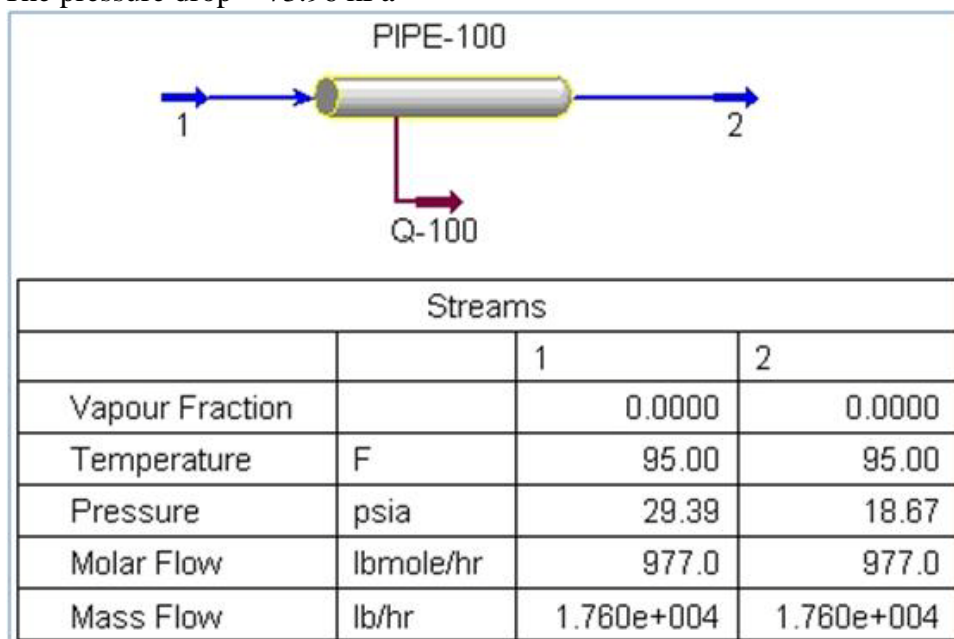 PIPE-100
1
2
Q-100
Streams
1 2
Vapour Fraction 0.0000 0.0000
Temperature F 95.00 95.00
Pressure psia 29.39 18.67
Molar Flow lbmole/hr 977.0 977.0
Mass Flow lb/hr 1.760e+004 1.760e+004